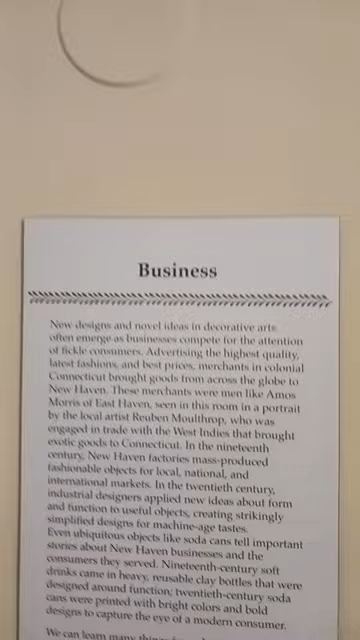 Business
New designs and novel ideas in decorative arts
often emerge as businesses compete for the attention
of fickle consumers. Advertising the highest quality,
latest fashions, and best prices, merchants in colonial
Connecticut brought goods from across the globe to
New Haven. These merchants were men like Amos
Morris of East Haven, seen in this room in a portrait
by the local artist Reuben Moulthrop, who was
engaged in trade with the West Indies that brought
exotic goods to Connecticut. In the nineteenth
century, New Haven factories mass-produced
fashionable objects for local, national, and
international markets. In the twentieth century,
industrial designers applied new ideas about form
and function to useful objects, creating strikingly
simplified designs for machine-age tastes.
Even ubiquitous objects like soda cans tell important
stories about New Haven businesses and the
consumers they served. Nineteenth-century soft
drinks came in heavy, reusable clay bottles that were
designed around function; twentieth-century soda
cans were printed with bright colors and bold
designs to capture the eye of a modern consumer.
We can learn many